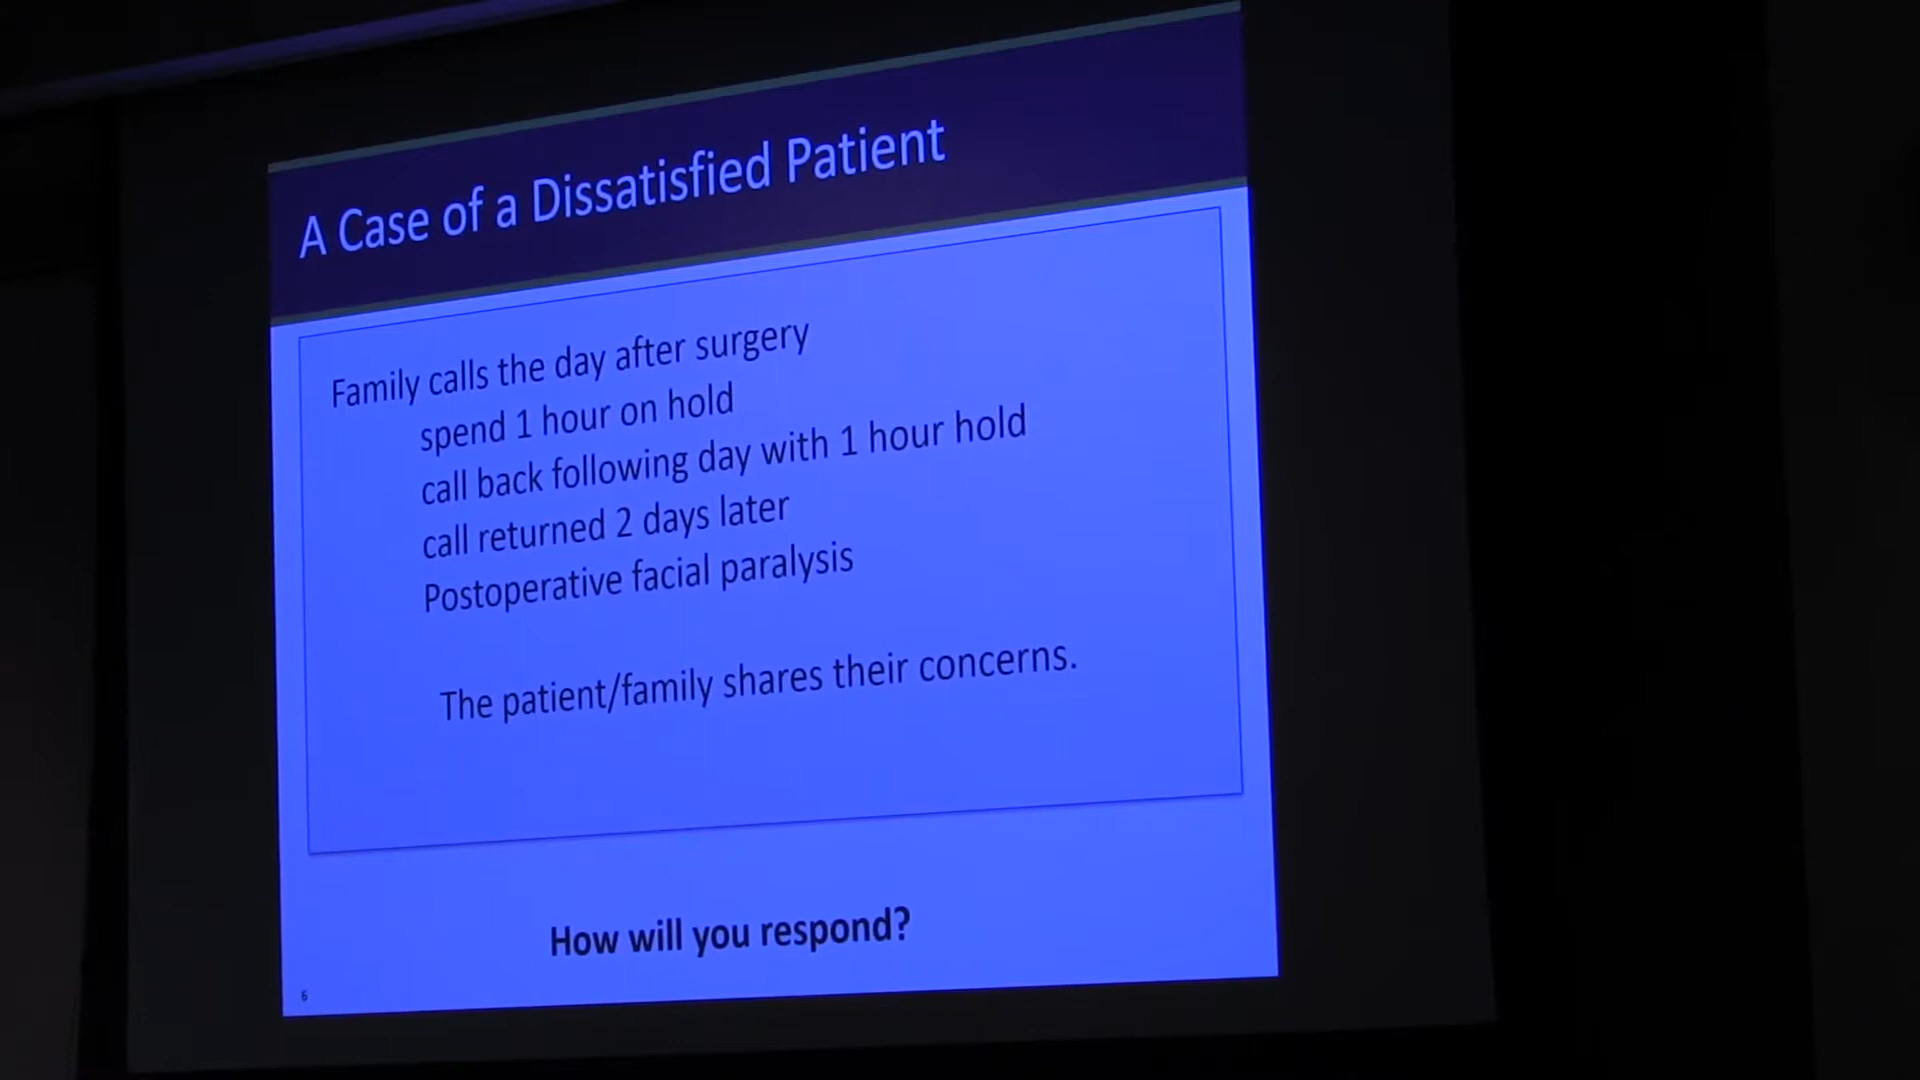 A Case of a Dissatisfied Patient
Family calls the day after surgery
spend 1 hour on hold
call back following day with 1 hour hold
call returned 2 days later
Postoperative facial paralysis
The patient/family shares their concerns.
How will you respond?
6